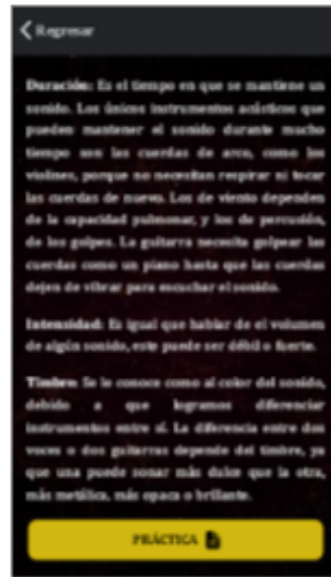 Regresar
Duración: Es el tiempo en que se mantiene un
sonido. Los únicos instrumentos acústicos que
pueden mantener el sonido durante mucho
tiempo son las cuerdas de arco, como los
violines, porque no necesitan respirar ni tocar
las cuerdas de nuevo. Los de viento dependen
de la capacidad pulmonar, y los de percusión,
de los golpes. La guitarra necesita golpear las
cuerdas como un piano hasta que las cuerdas
dejen de vibrar para escuchar el sonido.
Intensidad: Es igual que hablar de el volumen
de algún sonido, este puede ser débil o fuerte.
Timbre: Se le conoce como al color del sonido,
debido a que logramos diferenciar
instrumentos entre sí. La diferencia entre dos
voces o dos guitarras depende del timbre, ya
que una puede sonar más dulce que la otra,
más metálica, más opaca o brillante.
PRÁCTICA